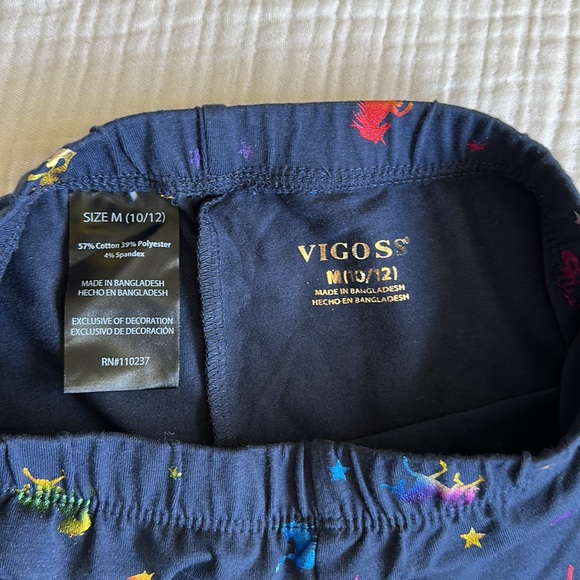 SIZE M (10/12)
57% Cotton 39% Polyester
4% Spandex
MADE IN BANGLADESH
HECHO EN BANGLADESH
EXCLUSIVE OF DECORATION
EXCLUSIVO DE DECORACIÓN
RN#110237
VIGOSS®
M(10/12)
MADE IN BANGLADESH
HECHO EN BANGLADESH